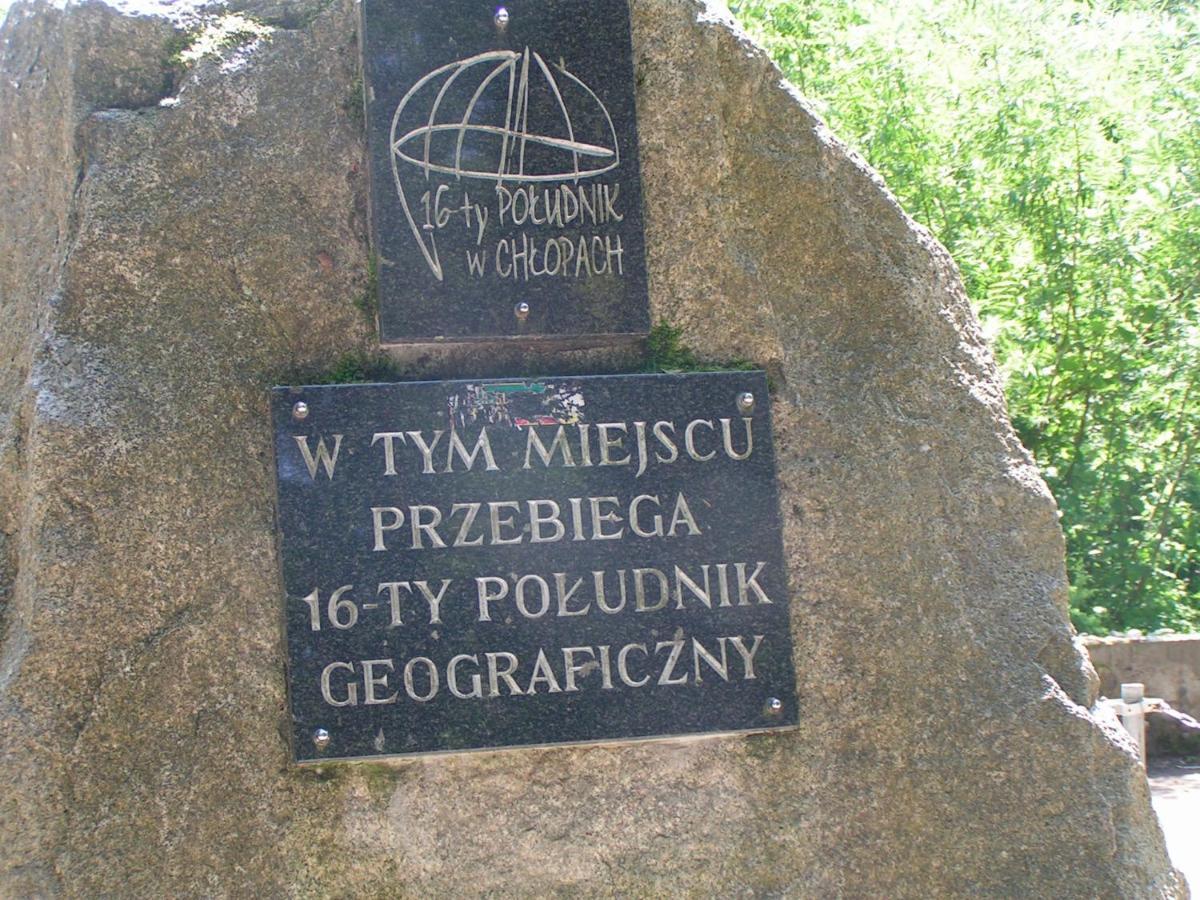 16-ty POŁUDNIK
w CHŁOPACH
W TYM MIEJSCU
PRZEBIEGA
16-TY POŁUDNIK
GEOGRAFICZNY